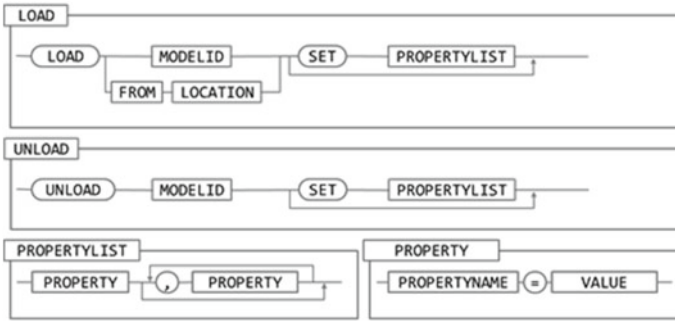 LOAD
LOAD MODELID SET PROPERTYLIST
FROM LOCATION
UNLOAD
UNLOAD MODELID SET PROPERTYLIST
PROPERTYLIST
PROPERTY , PROPERTY
PROPERTY
PROPERTYNAME = VALUE